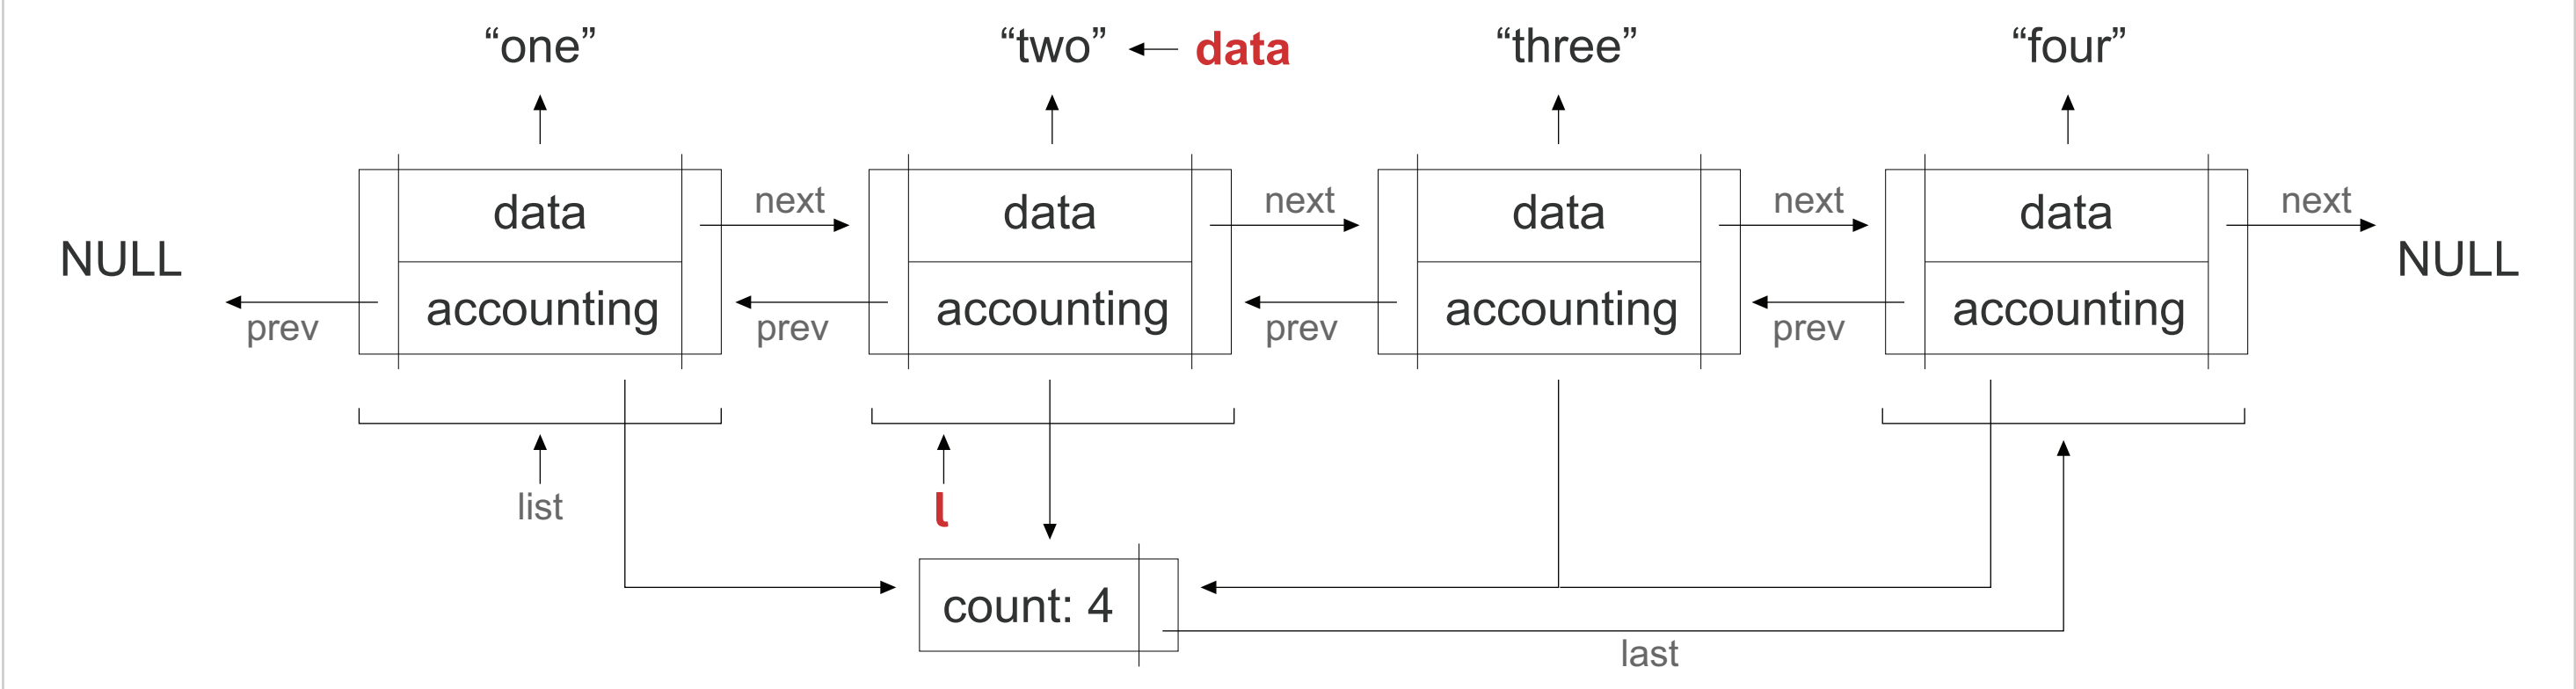 “one”
“two” data
“three”
“four”
data
next
data
next
data
next
data
next
NULL
NULL
accounting
prev
accounting
prev
accounting
prev
accounting
prev
list
l
count: 4
last